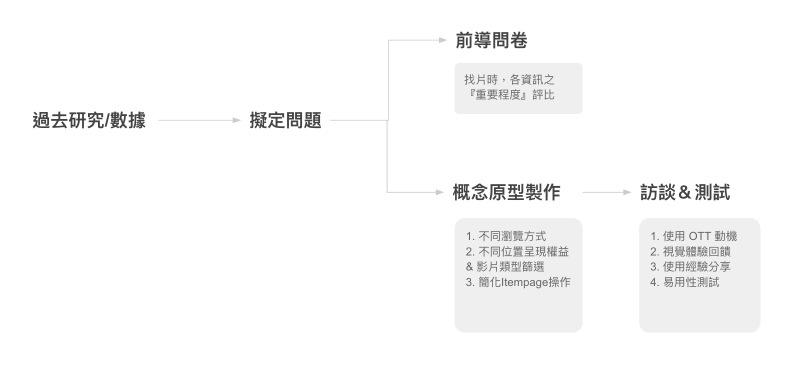 過去研究/數據
擬定問題
前導問卷
找片時，各資訊之
『重要程度』評比
概念原型製作
1. 不同瀏覽方式
2. 不同位置呈現權益
& 影片類型篩選
3. 簡化Itempage操作
訪談＆測試
1. 使用 OTT 動機
2. 視覺體驗回饋
3. 使用經驗分享
4. 易用性測試